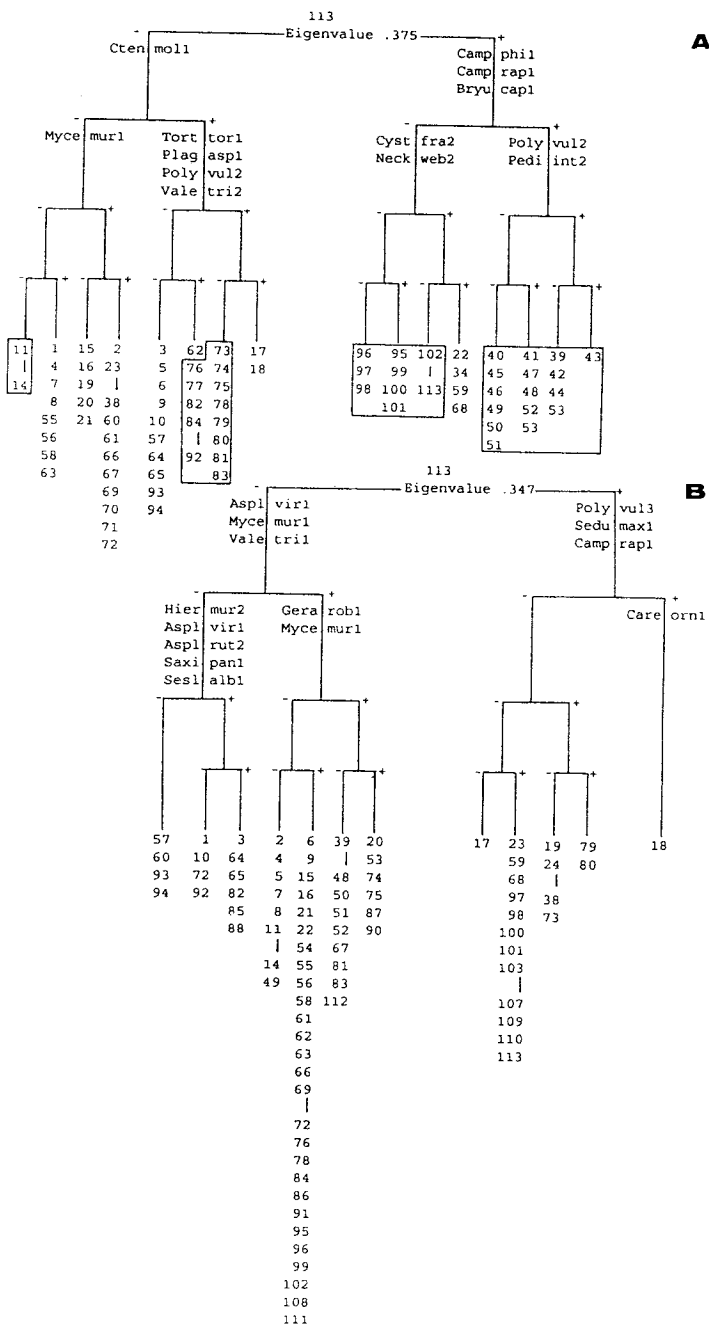 113
Eigenvalue .375
A
Cten mol1
Camp phil
Camp rap1
Bryu cap1
- +
Myce mur1
Tort tor1
Plag asp1
Poly vul2
Vale tri2
Cyst fra2
Neck web2
Poly vul2
Pedi int2
11 1 15 2 3 62 73 17 96 95 102 22 40 41 39 43
| 4 16 23 5 76 74 18 97 99 | 34 45 47 42
14 7 19 | 6 77 75 98 100 113 59 46 48 44
8 20 38 9 82 78 101 68 49 52 53
55 21 60 10 84 79 50 53
56 61 57 | 80 51
58 66 64 92 81
63 67 65 83
69 93
70 94
71
72
113
Eigenvalue .347
B
Aspl vir1
Myce mur1
Vale tri1
Poly vul3
Sedu max1
Camp rap1
Hier mur2
Aspl vir1
Aspl rut2
Saxi pan1
Sesl alb1
Gera rob1
Myce mur1
Care orn1
57 1 3 2 6 39 20 17 23 19 79 18
60 10 64 4 9 | 53 59 24 80
93 72 65 5 15 48 74 68 |
94 92 82 7 16 50 75 97 38
85 8 21 51 87 98 73
88 11 22 52 90 100
| 54 67 101
14 55 81 103
49 56 83 |
58 112 107
61 109
62 110
63 113
66
69
|
72
76
78
84
86
91
95
96
99
102
108
111